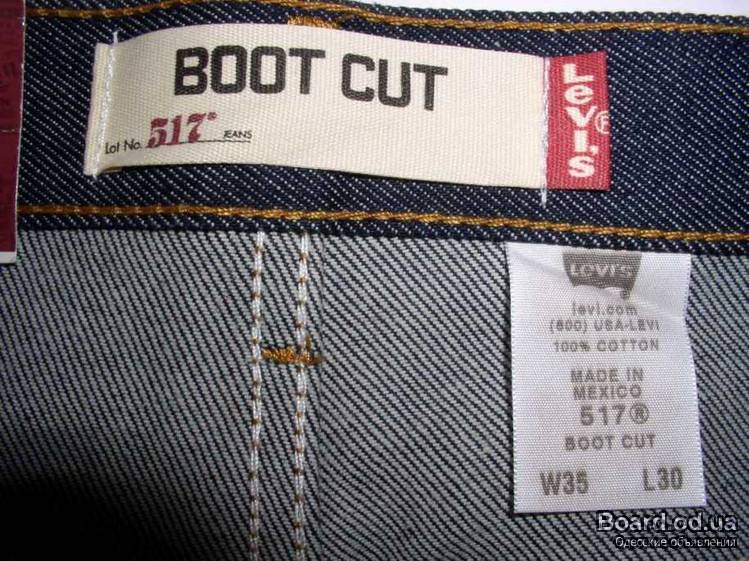 BOOT CUT
Lot No. 517® JEANS
Levi's®
LEVI'S
levi.com
(800) USA-LEVI
100% COTTON
MADE IN
MEXICO
517®
BOOT CUT
W35 L30
Board.od.ua
Одесские объявления